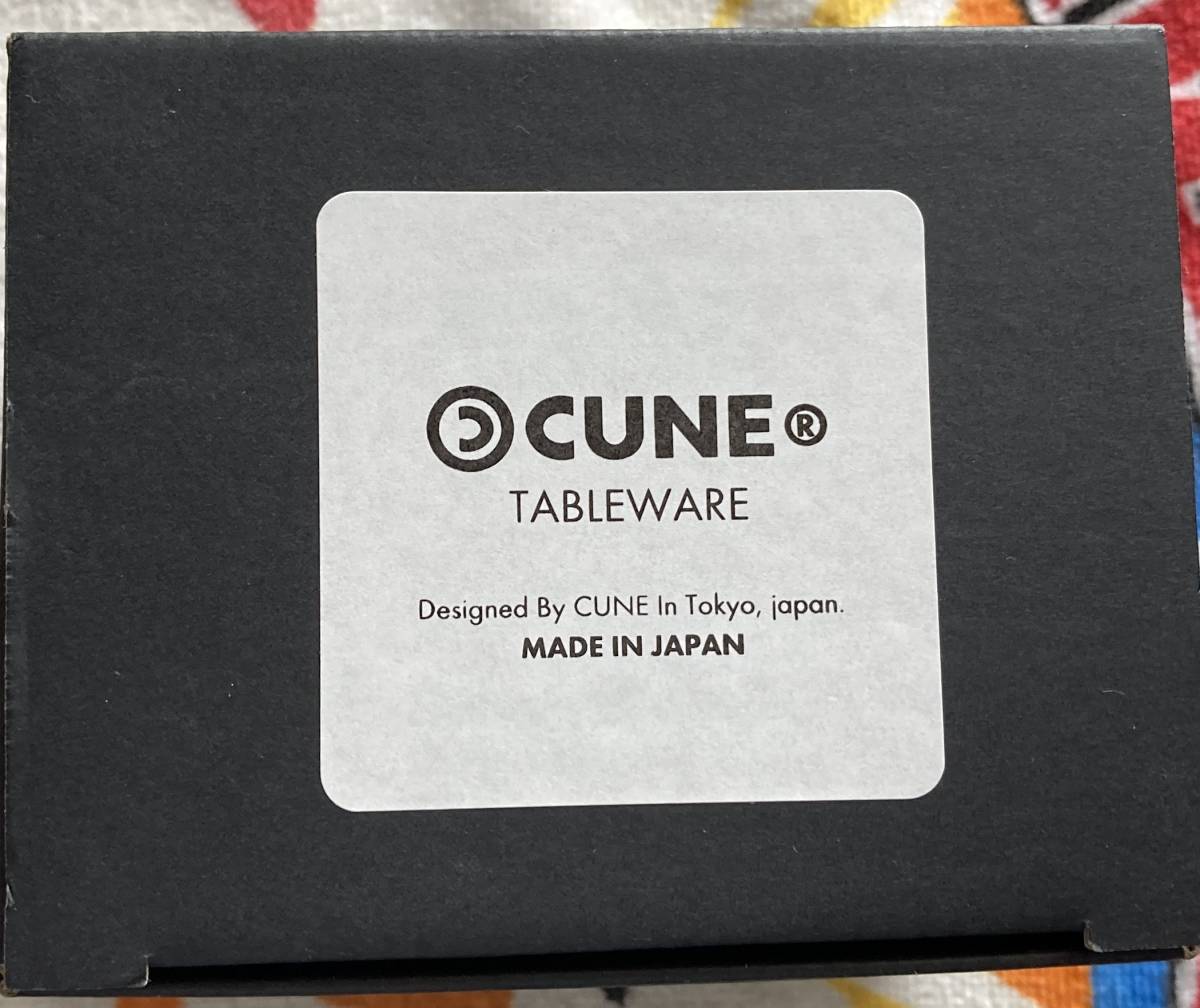 CUNE®
TABLEWARE
Designed By CUNE In Tokyo, japan.
MADE IN JAPAN